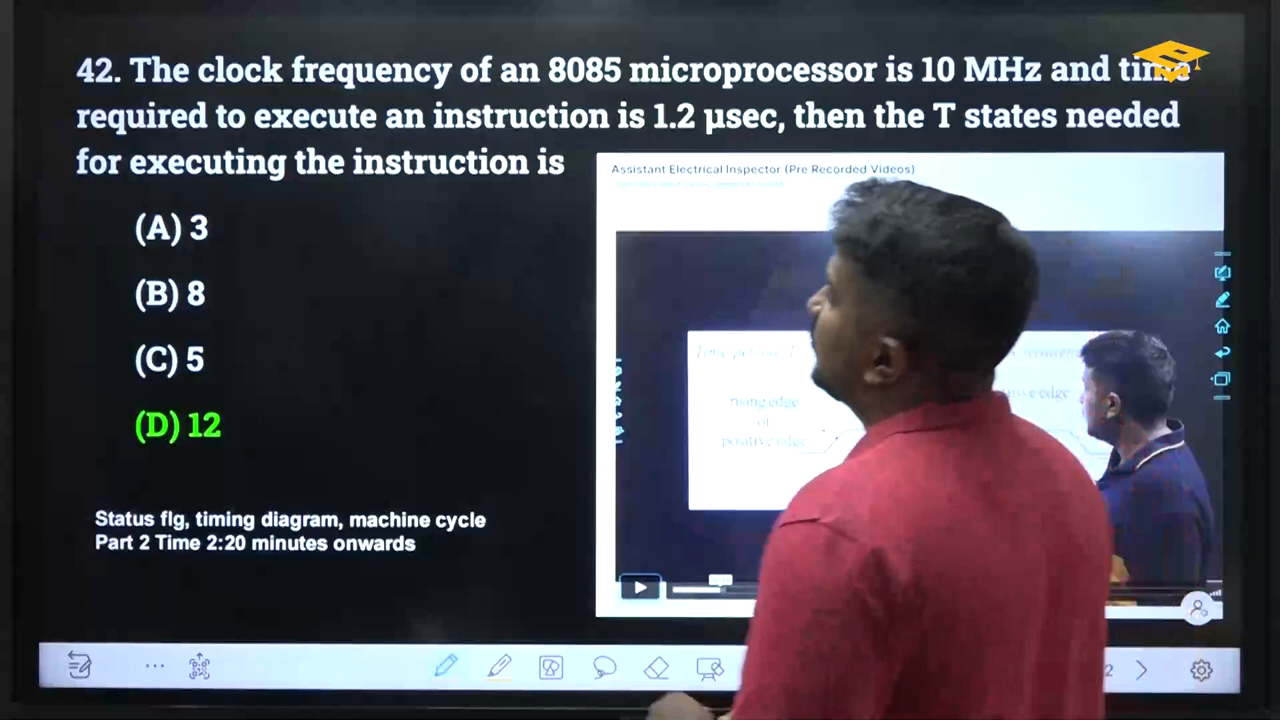 42. The clock frequency of an 8085 microprocessor is 10 MHz and time
required to execute an instruction is 1.2 µsec, then the T states needed
for executing the instruction is
(A) 3
(B) 8
(C) 5
(D) 12
Status flg, timing diagram, machine cycle
Part 2 Time 2:20 minutes onwards
Assistant Electrical Inspector (Pre Recorded Videos)
Time period T
rising edge
or
positive edge
edge